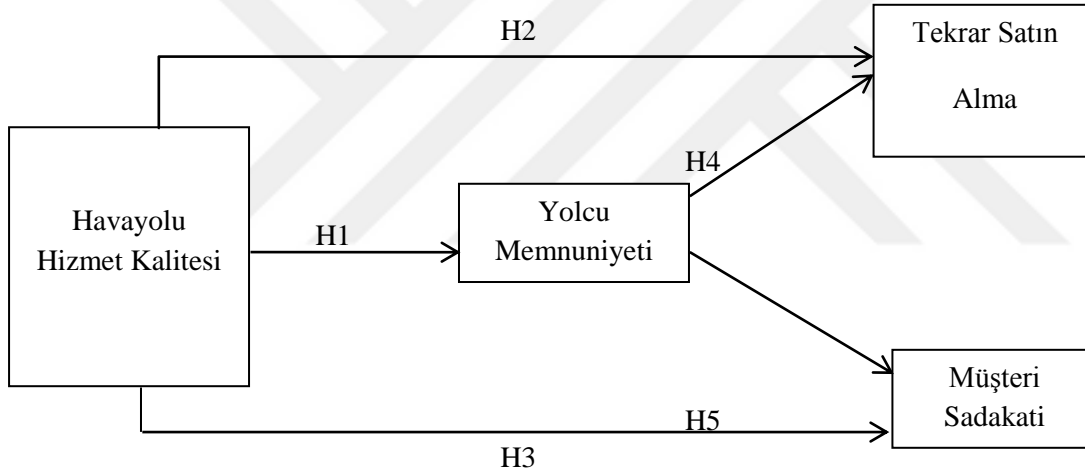 H2
Tekrar Satın
Alma
H4
Havayolu
Hizmet Kalitesi
H1
Yolcu
Memnuniyeti
Müşteri
Sadakati
H5
H3